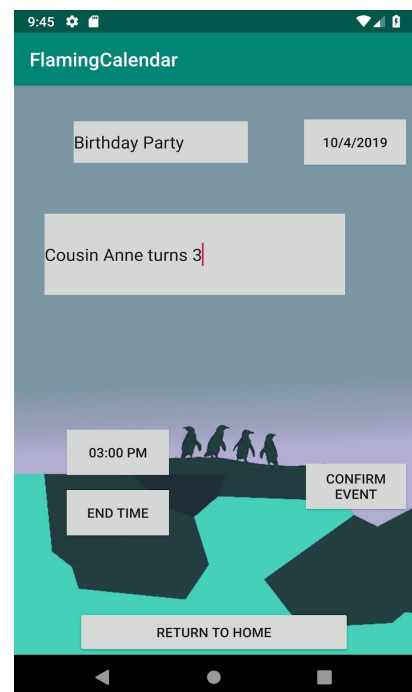 9:45
FlamingCalendar
Birthday Party
10/4/2019
Cousin Anne turns 3
03:00 PM
CONFIRM
EVENT
END TIME
RETURN TO HOME